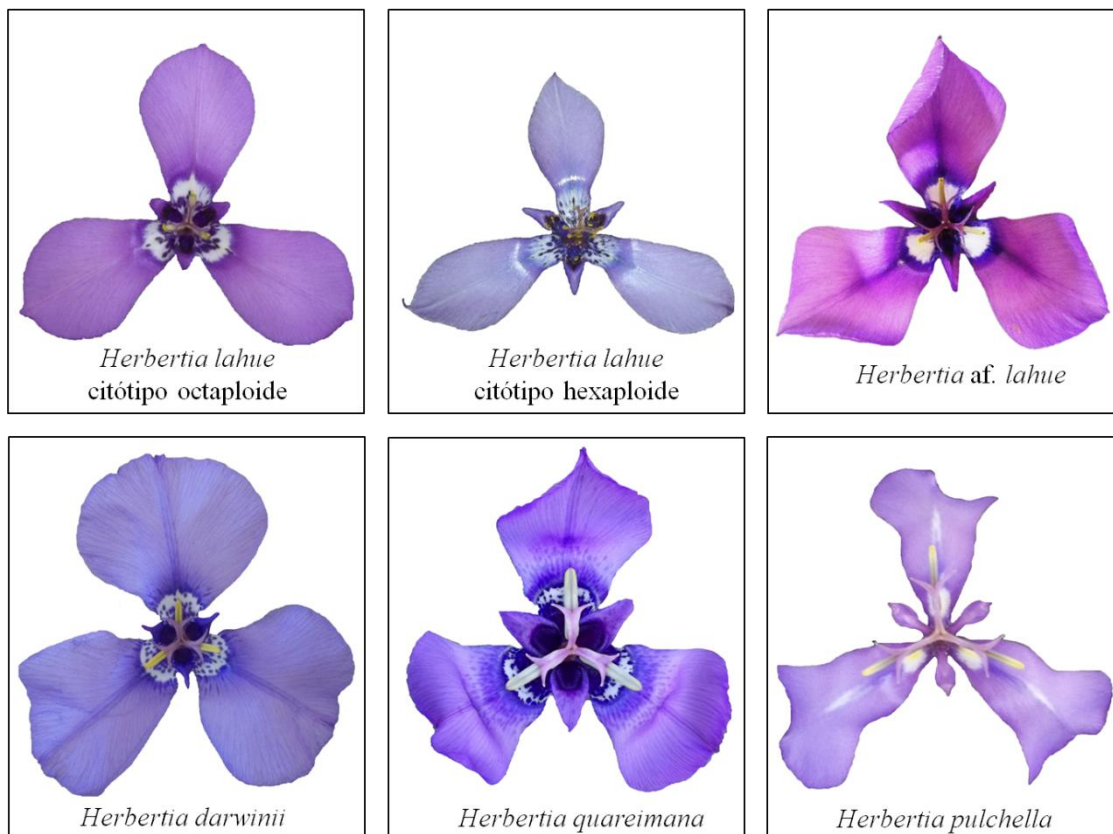 Herbertia lahue
citótipo octaploide
Herbertia lahue
citótipo hexaploide
Herbertia af. lahue
Herbertia darwinii
Herbertia quareimana
Herbertia pulchella